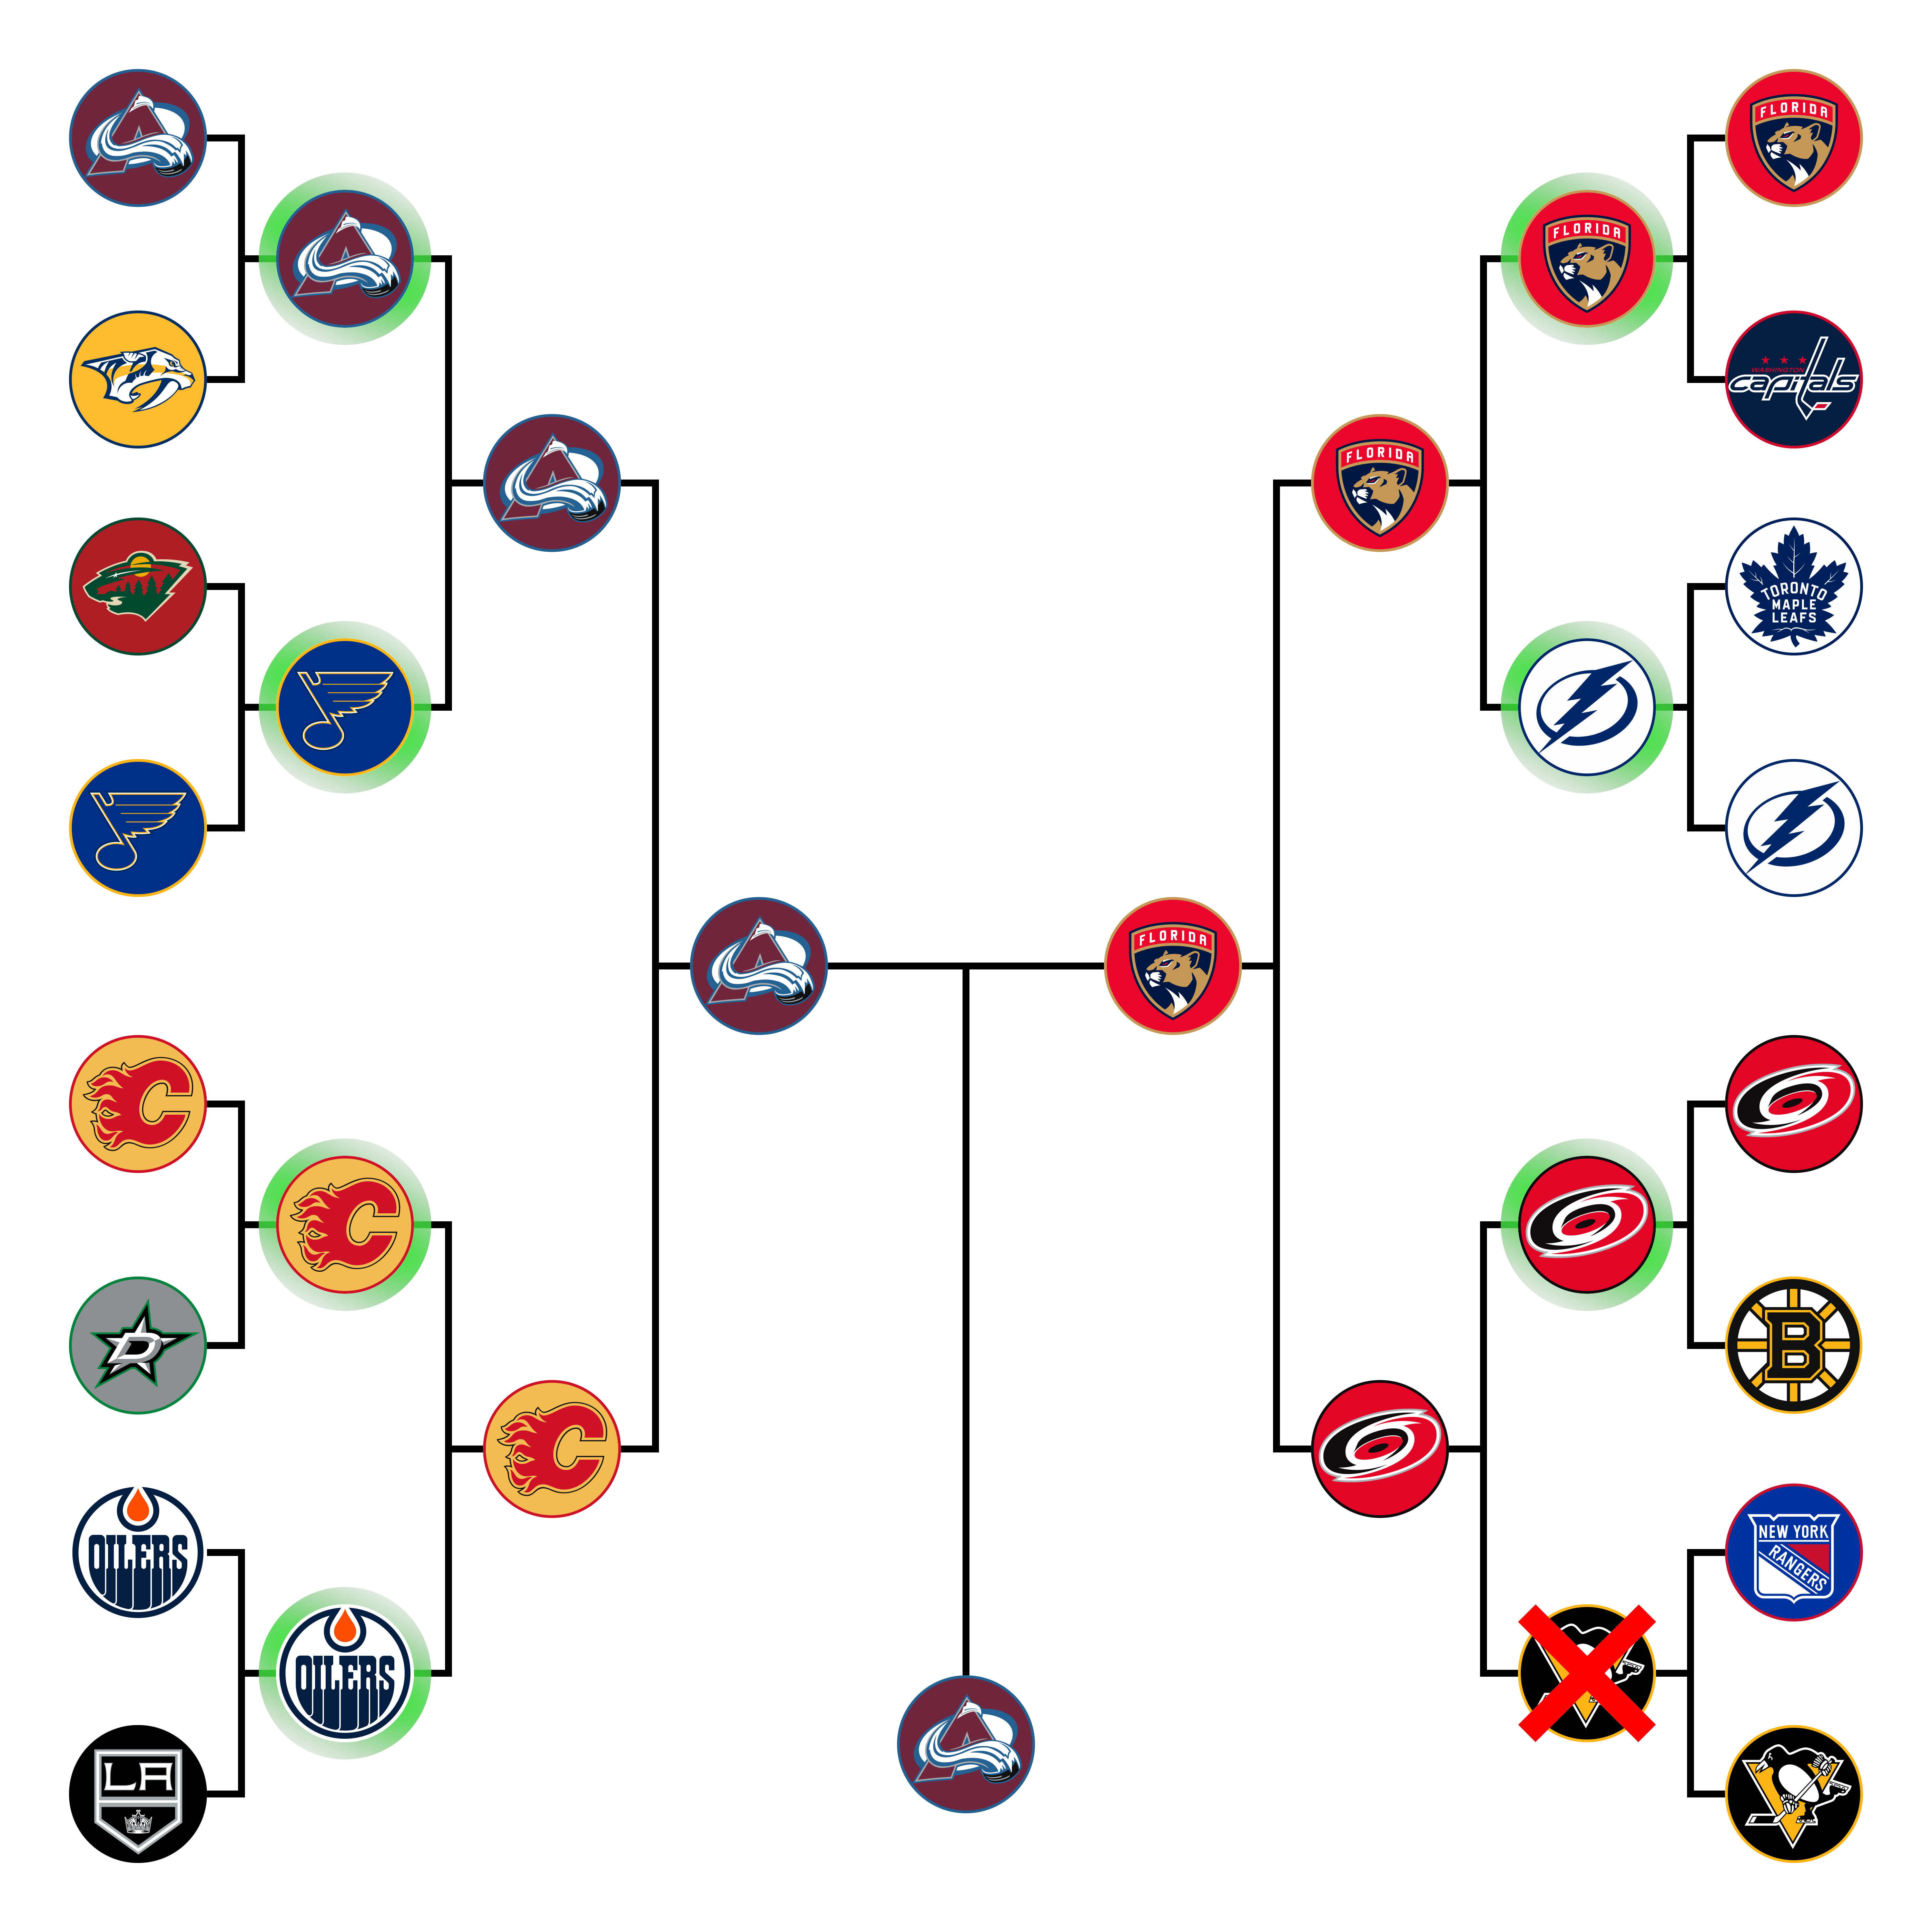 FLORIDA
FLORIDA
WASHINGTON
capitals
FLORIDA
TORONTO
MAPLE
LEAFS
FLORIDA
B
C
C
D
C
NEW YORK
RANGERS
OILERS
OILERS
LA